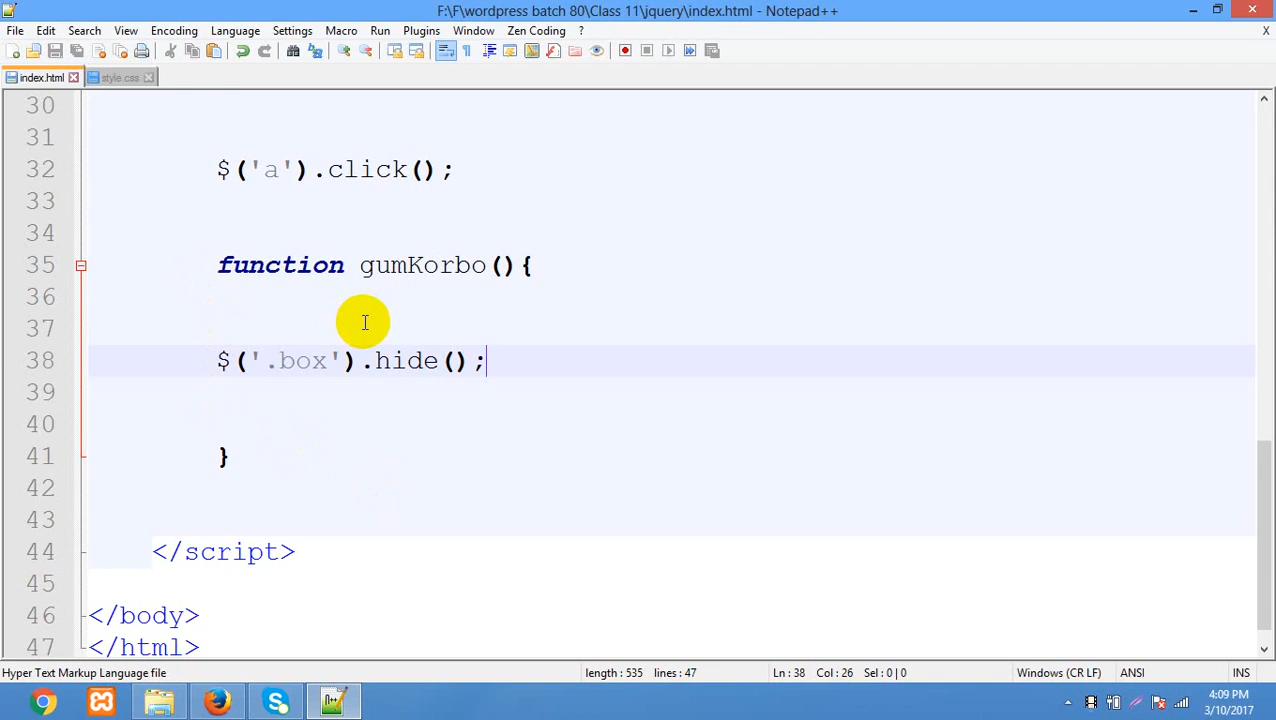 F:\F\wordpress batch 80\Class 11\jquery\index.html - Notepad++
File Edit Search View Encoding Language Settings Macro Run Plugins Window Zen Coding ? X
index.html style.css
30
31
32 $('a').click();
33
34
35 function gumKorbo(){
36
37
38 $('.box').hide();
39
40
41 }
42
43
44 </script>
45
46 </body>
47 </html>
Hyper Text Markup Language file length : 535 lines : 47 Ln : 38 Col : 26 Sel : 0 | 0 Windows (CR LF) ANSI INS
4:09 PM
3/10/2017